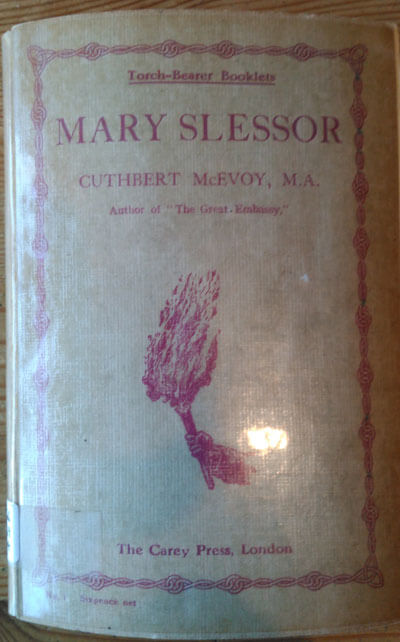 Torch-Bearer Booklets
MARY SLESSOR
CUTHBERT McEVOY, M.A.
Author of "The Great Embassy,"
The Carey Press, London
Sixpence net